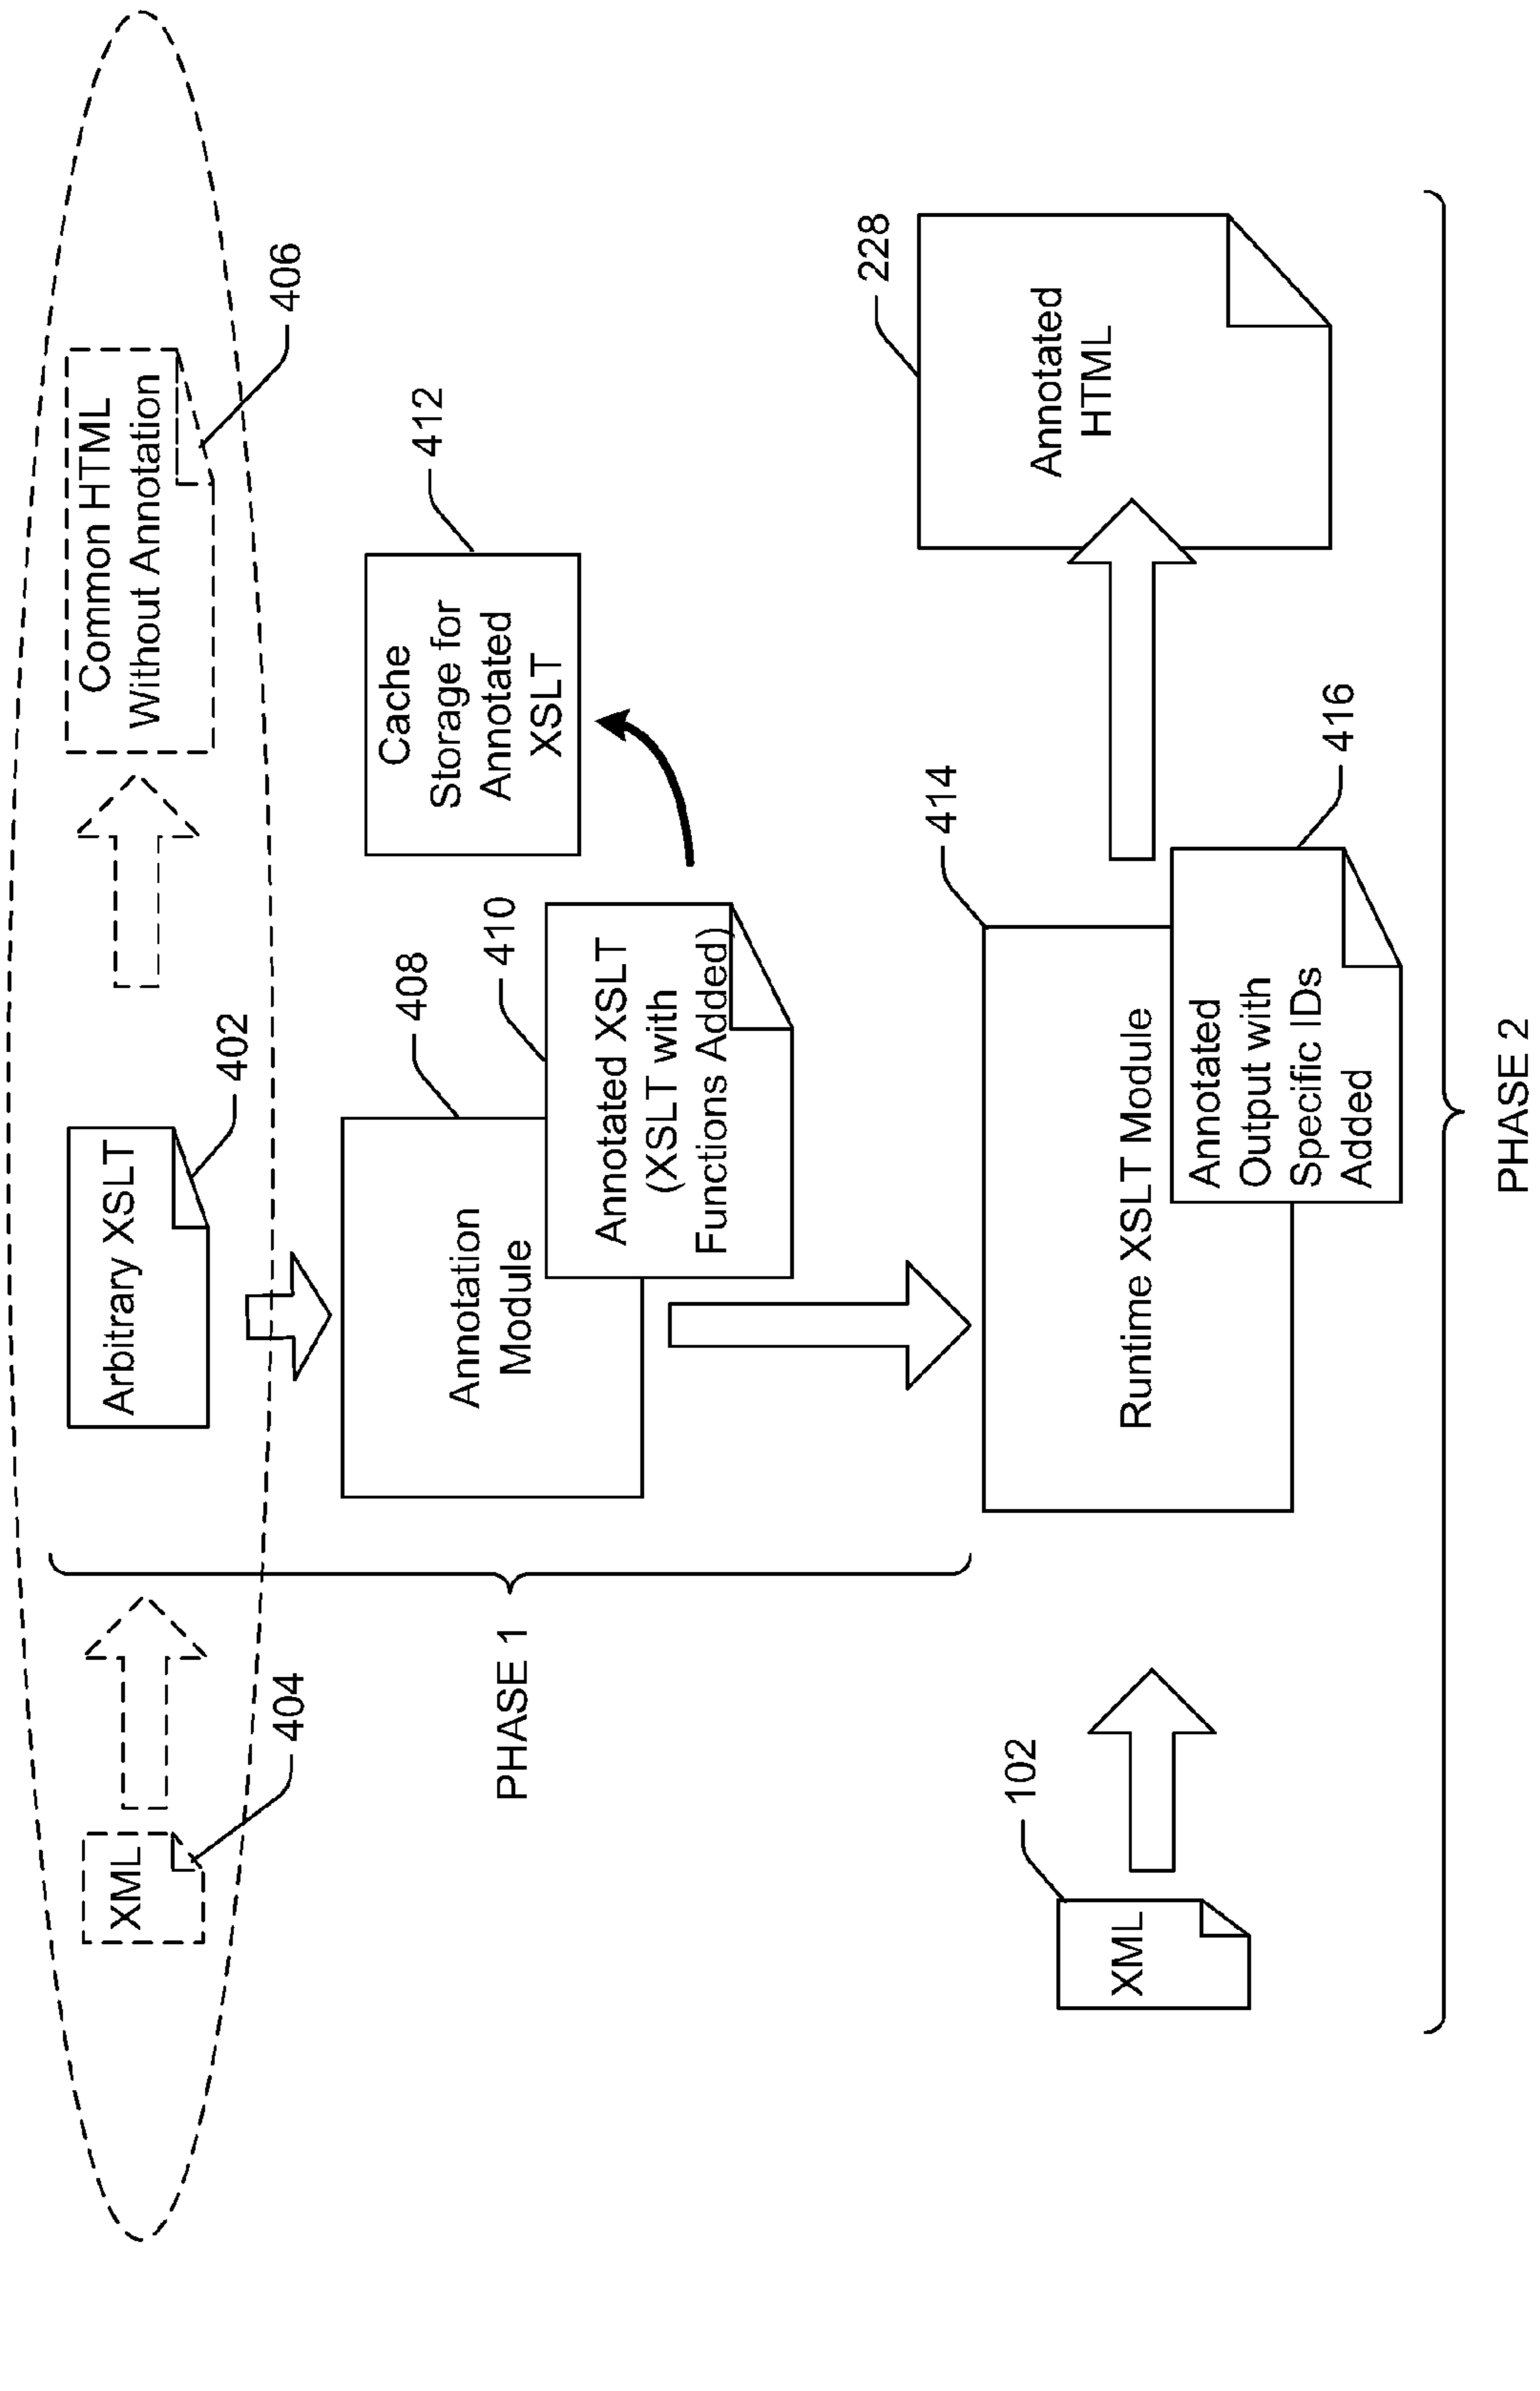 XML
404
Arbitrary XSLT
402
Common HTML
Without Annotation
406
PHASE 1
Annotation
Module
408
Annotated XSLT
(XSLT with
Functions Added)
410
Cache
Storage for
Annotated
XSLT
412
XML
102
Runtime XSLT Module
414
Annotated
Output with
Specific IDs
Added
416
Annotated
HTML
228
PHASE 2